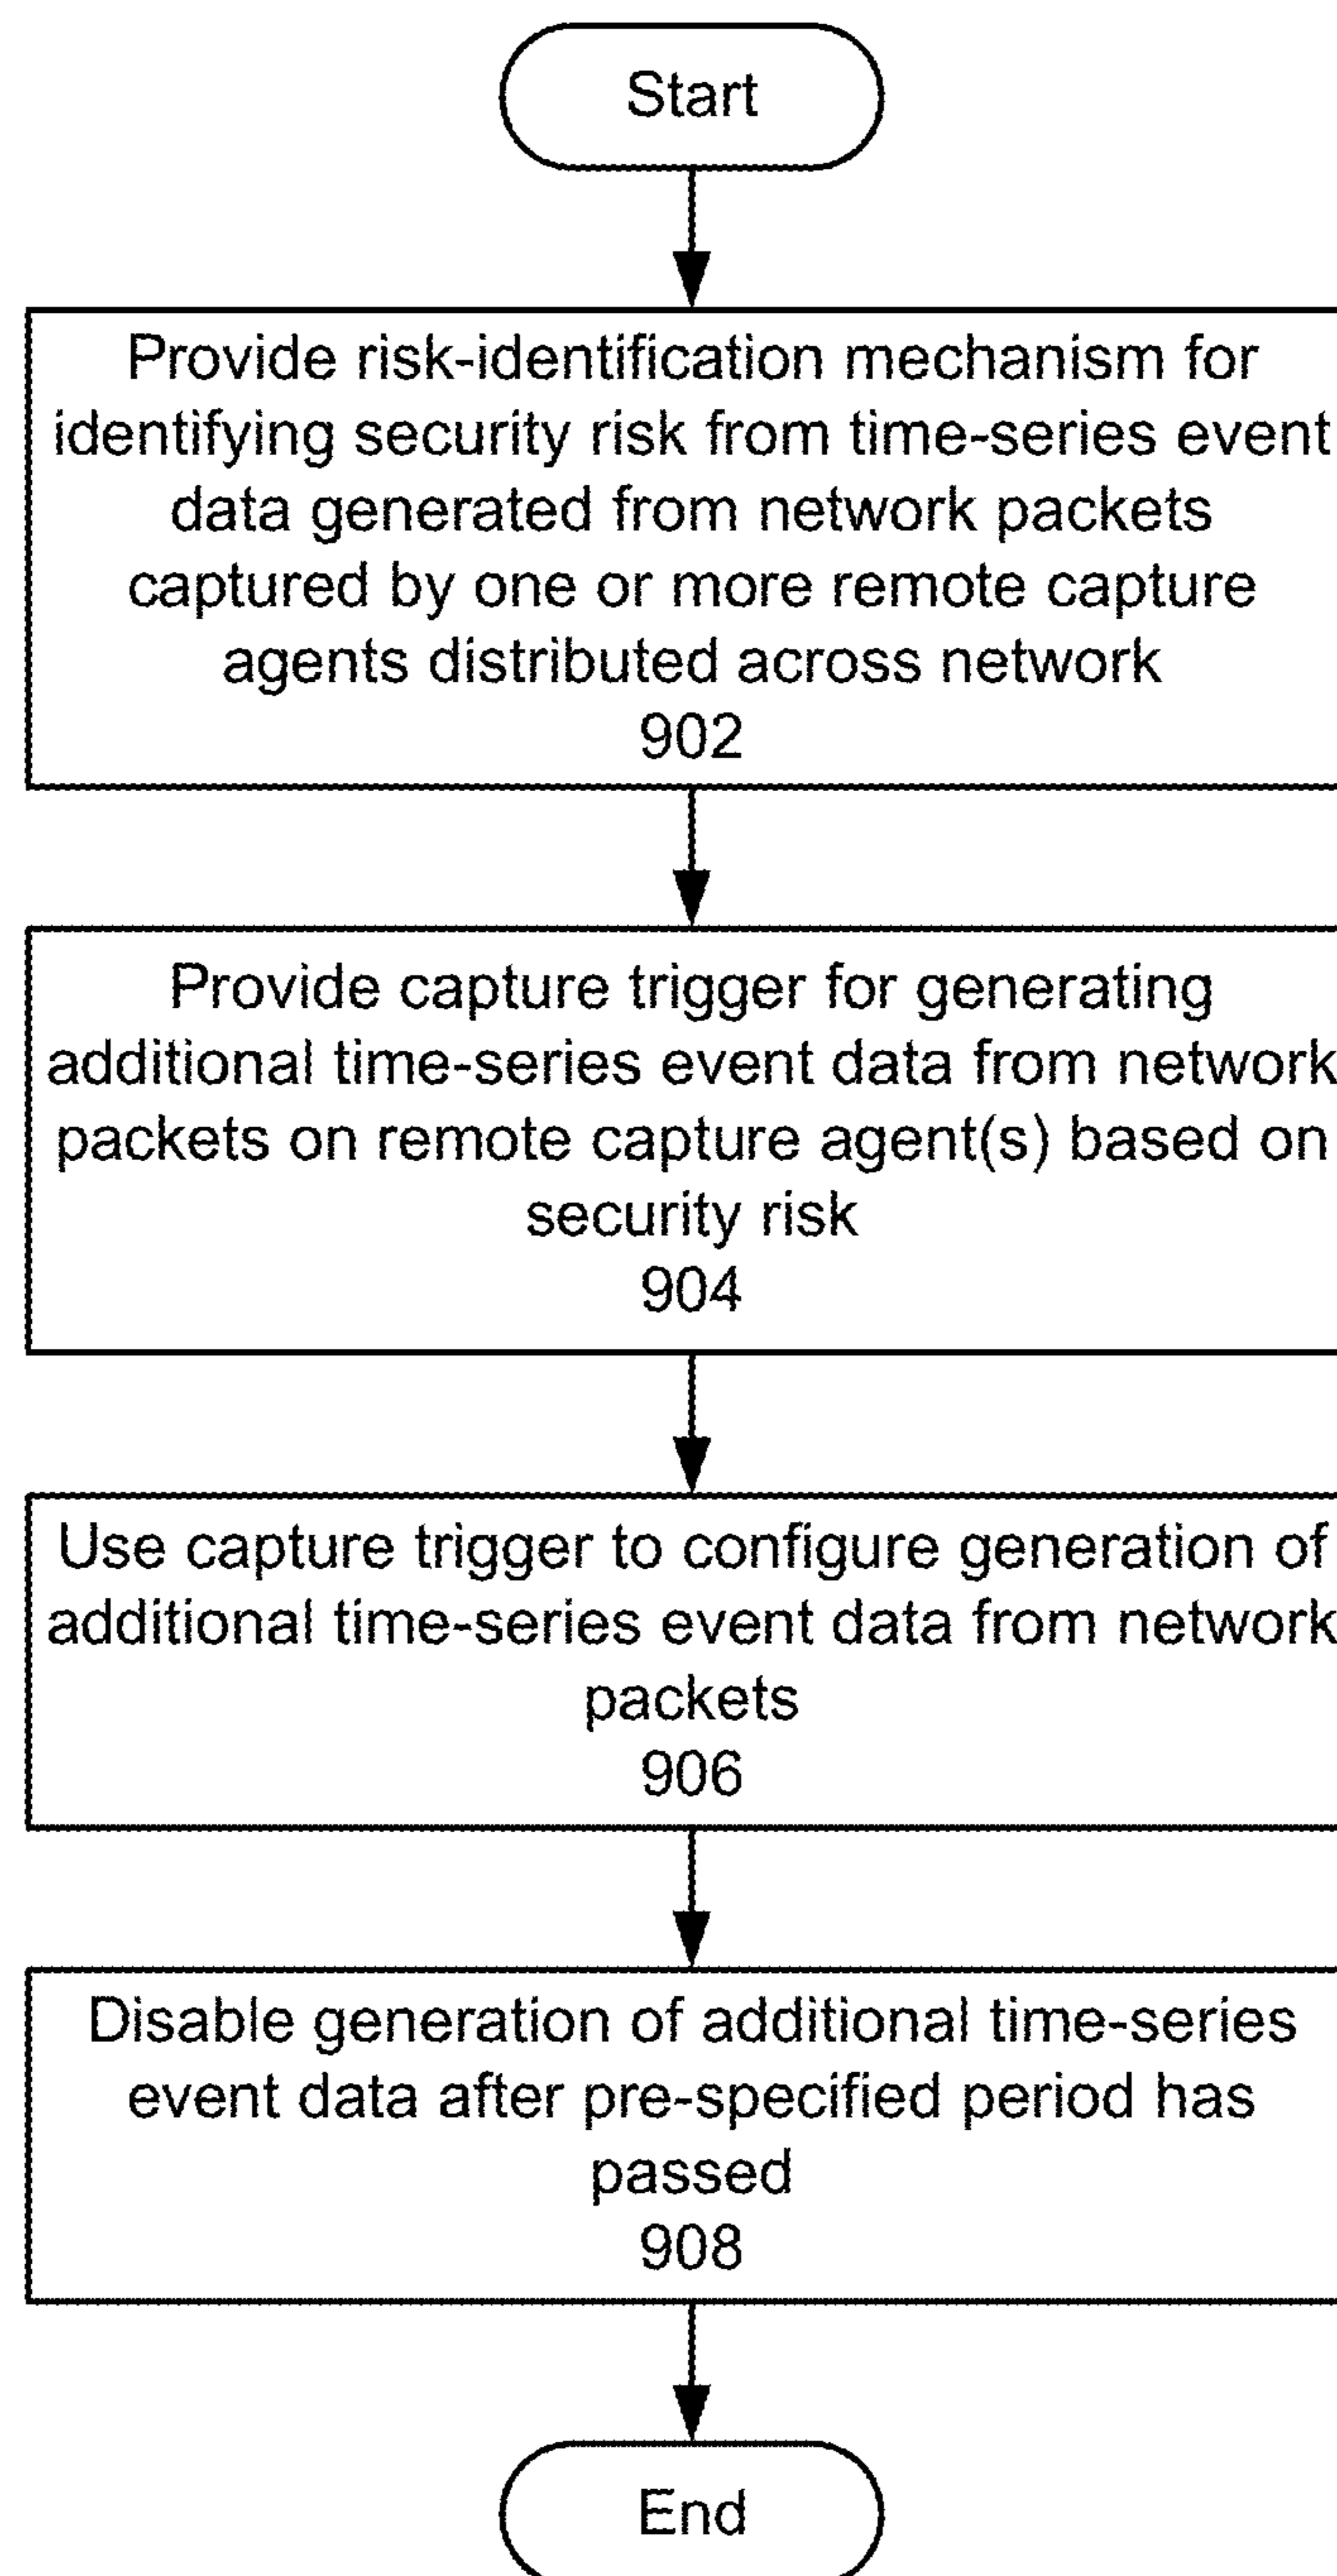 Start
Provide risk-identification mechanism for
identifying security risk from time-series event
data generated from network packets
captured by one or more remote capture
agents distributed across network
902
Provide capture trigger for generating
additional time-series event data from network
packets on remote capture agent(s) based on
security risk
904
Use capture trigger to configure generation of
additional time-series event data from network
packets
906
Disable generation of additional time-series
event data after pre-specified period has
passed
908
End